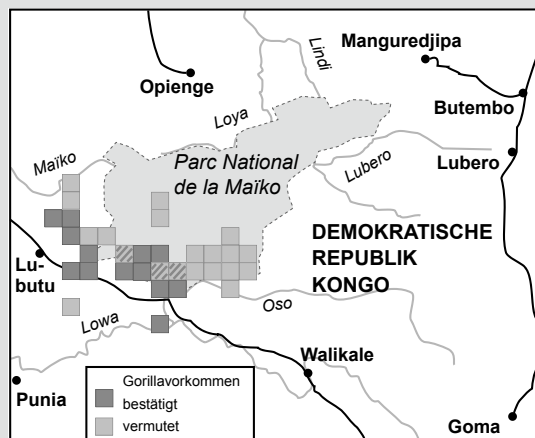 Manguredjipa
Lindi
Opienge
Butembo
Loya
Lubero
Maïko
Parc National
de la Maïko
Lubero
DEMOKRATISCHE
REPUBLIK
KONGO
Lu-
butu
Oso
Lowa
Walikale
Gorillavorkommen
bestätigt
vermutet
Punia
Goma